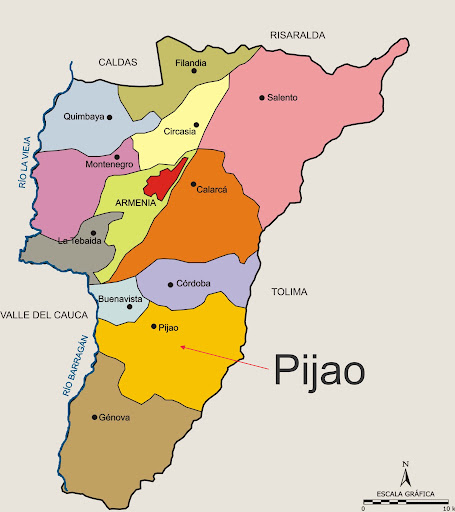 RISARALDA
CALDAS
Filandia
Salento
Quimbaya
Circasia
RÍO LA VIEJA
Montenegro
Calarcá
ARMENIA
La Tebaida
Córdoba
TOLIMA
Buenavista
VALLE DEL CAUCA
Pijao
Pijao
RÍO BARRAGÁN
Génova
N
ESCALA GRÁFICA
0 10 k